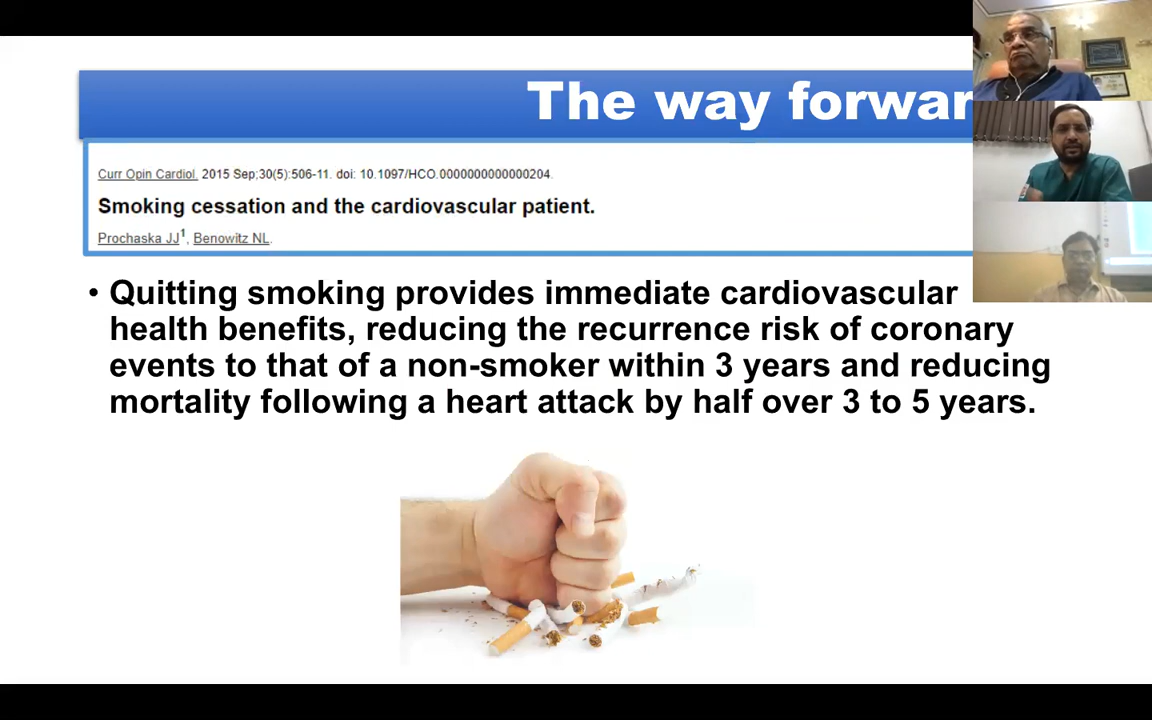 The way forwar
Curr Opin Cardiol. 2015 Sep;30(5):506-11. doi: 10.1097/HCO.0000000000000204.
Smoking cessation and the cardiovascular patient.
Prochaska JJ1, Benowitz NL.
• Quitting smoking provides immediate cardiovascular
health benefits, reducing the recurrence risk of coronary
events to that of a non-smoker within 3 years and reducing
mortality following a heart attack by half over 3 to 5 years.